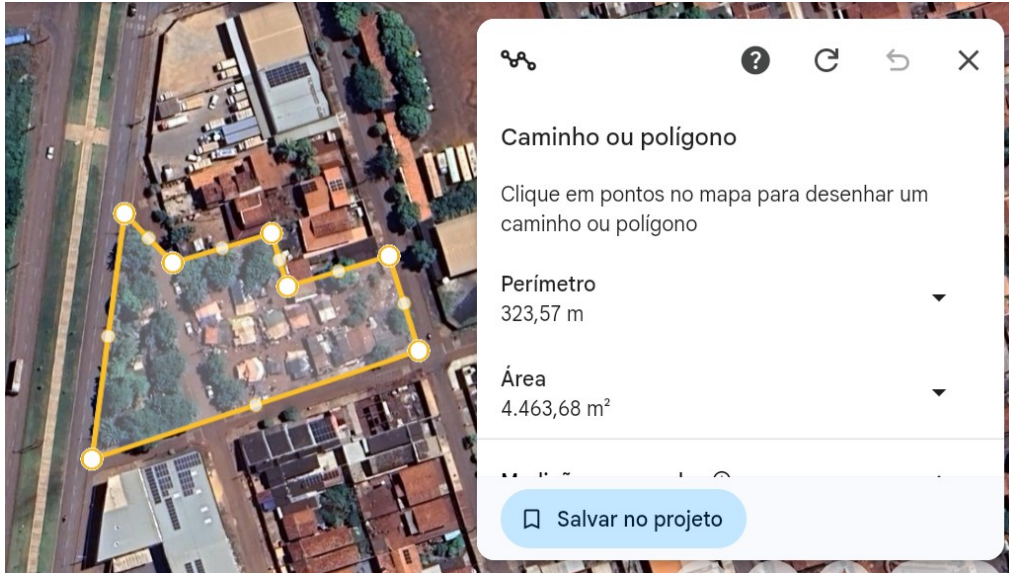 Caminho ou polígono
Clique em pontos no mapa para desenhar um
caminho ou polígono
Perímetro
323,57 m
Área
4.463,68 m²
Salvar no projeto